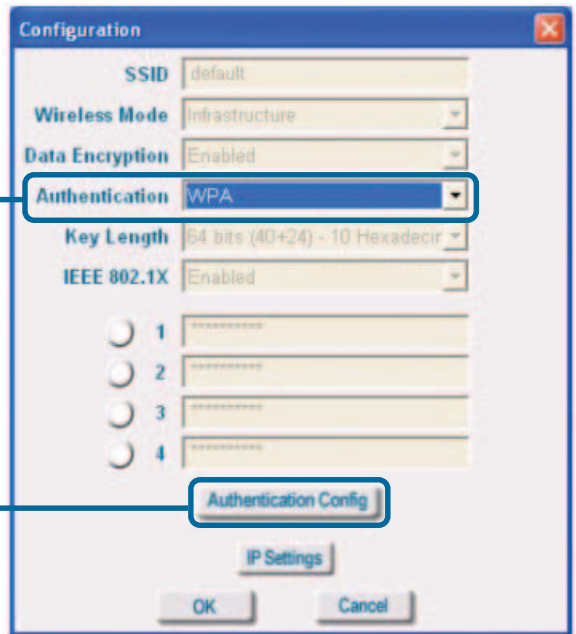 Configuration
SSID default
Wireless Mode Infrastructure
Data Encryption Enabled
Authentication WPA
Key Length 64 bits (40+24) - 10 Hexadecir
IEEE 802.1X Enabled
1 **********
2 **********
3 **********
4 **********
Authentication Config
IP Settings
OK Cancel